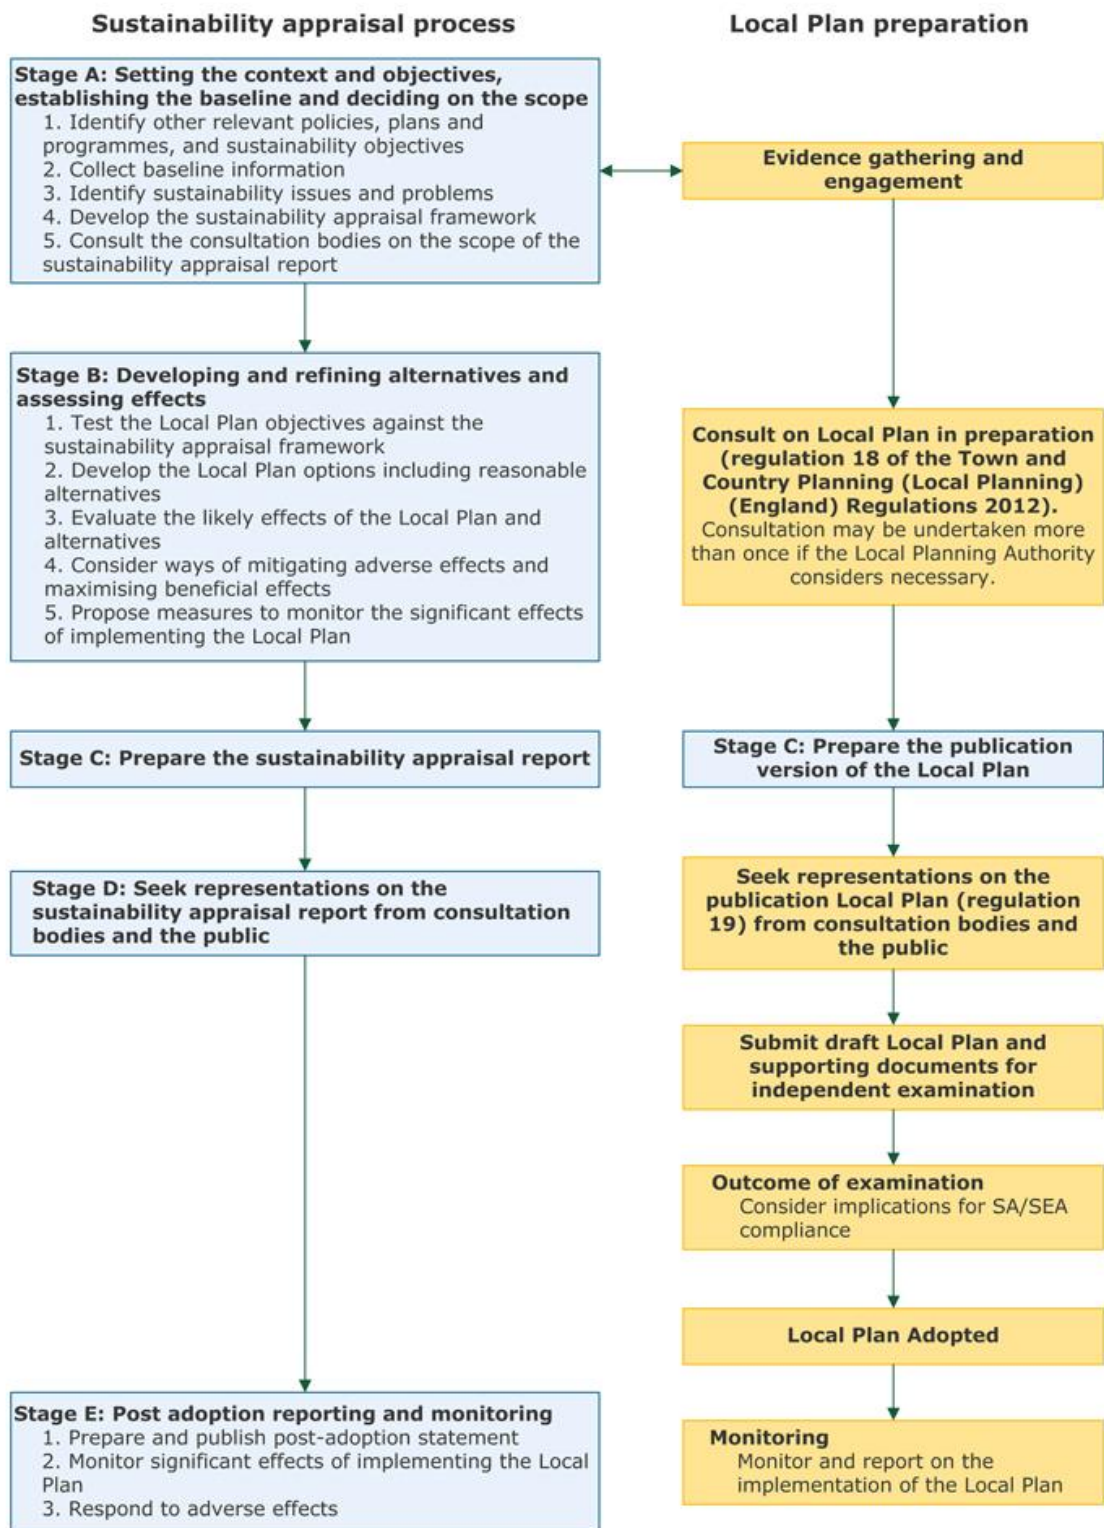 Sustainability appraisal process
Local Plan preparation
Stage A: Setting the context and objectives,
establishing the baseline and deciding on the scope
1. Identify other relevant policies, plans and
programmes, and sustainability objectives
2. Collect baseline information
3. Identify sustainability issues and problems
4. Develop the sustainability appraisal framework
5. Consult the consultation bodies on the scope of the
sustainability appraisal report
Evidence gathering and
engagement
Stage B: Developing and refining alternatives and
assessing effects
1. Test the Local Plan objectives against the
sustainability appraisal framework
2. Develop the Local Plan options including reasonable
alternatives
3. Evaluate the likely effects of the Local Plan and
alternatives
4. Consider ways of mitigating adverse effects and
maximising beneficial effects
5. Propose measures to monitor the significant effects
of implementing the Local Plan
Consult on Local Plan in preparation
(regulation 18 of the Town and
Country Planning (Local Planning)
(England) Regulations 2012).
Consultation may be undertaken more
than once if the Local Planning Authority
considers necessary.
Stage C: Prepare the sustainability appraisal report
Stage C: Prepare the publication
version of the Local Plan
Stage D: Seek representations on the
sustainability appraisal report from consultation
bodies and the public
Seek representations on the
publication Local Plan (regulation
19) from consultation bodies and
the public
Submit draft Local Plan and
supporting documents for
independent examination
Outcome of examination
Consider implications for SA/SEA
compliance
Local Plan Adopted
Stage E: Post adoption reporting and monitoring
1. Prepare and publish post-adoption statement
2. Monitor significant effects of implementing the Local
Plan
3. Respond to adverse effects
Monitoring
Monitor and report on the
implementation of the Local Plan